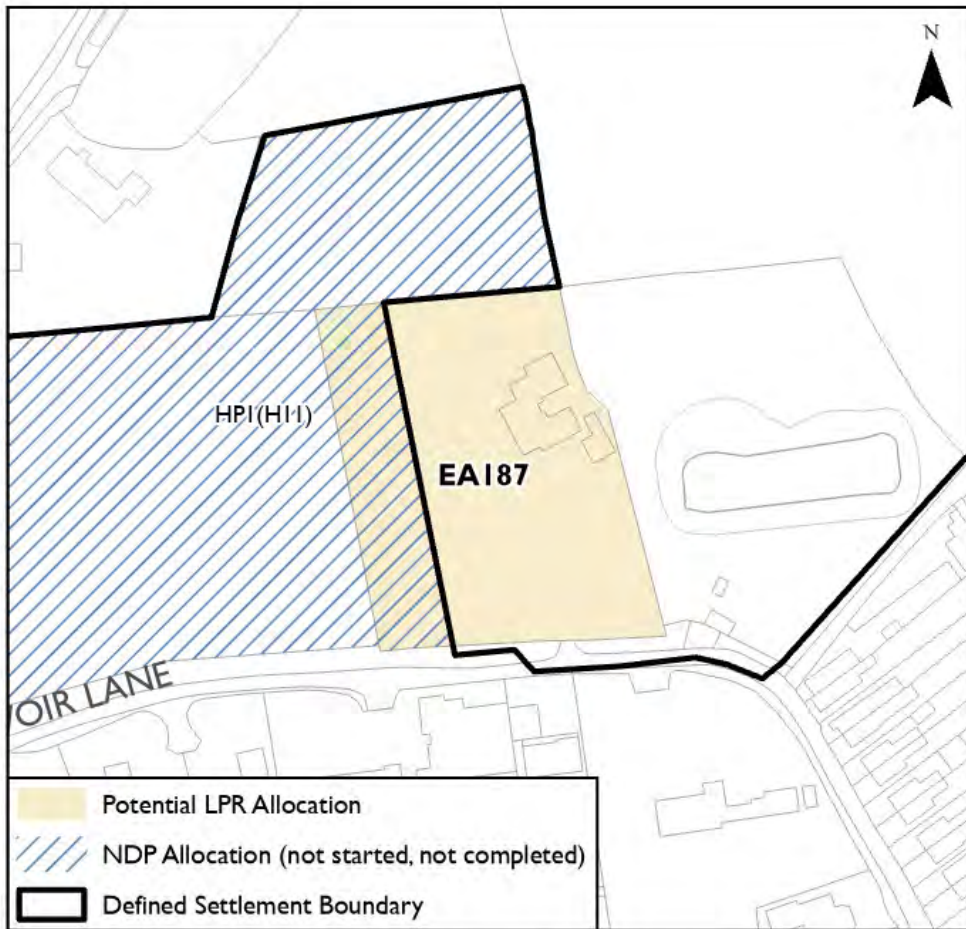 N
HP1(H11)
EA187
VOIR LANE
Potential LPR Allocation
NDP Allocation (not started, not completed)
Defined Settlement Boundary